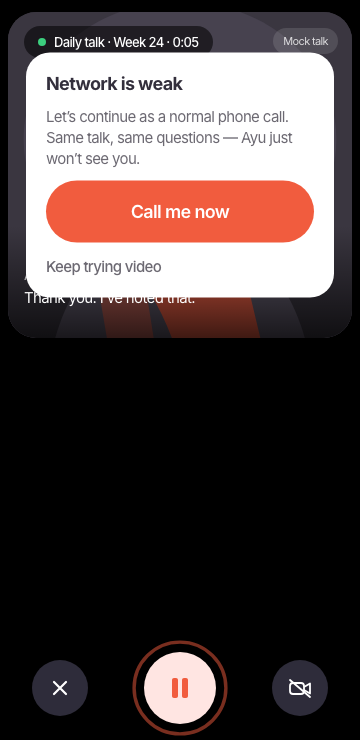 Daily talk · Week 24 · 0:05
Mock talk
Network is weak
Let’s continue as a normal phone call.
Same talk, same questions — Ayu just
won’t see you.
Call me now
Keep trying video
Thank you. I’ve noted that.